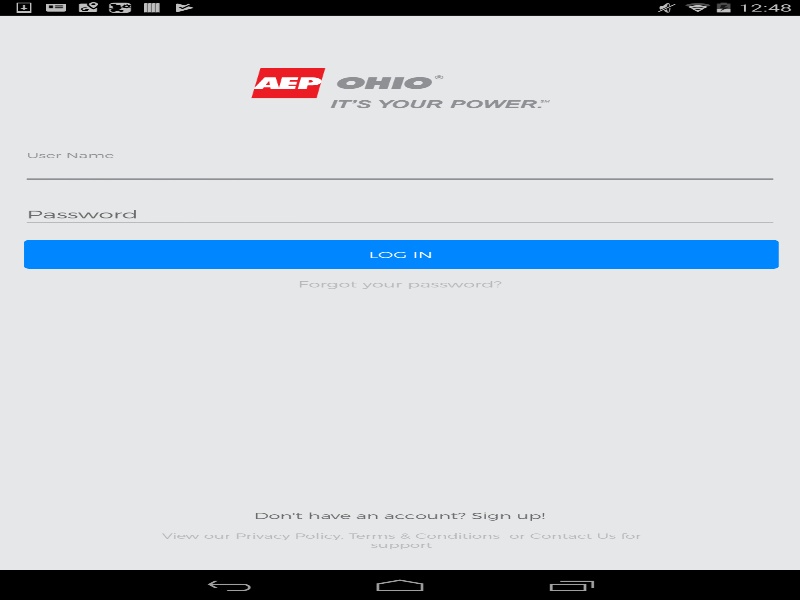 12:48
AEP OHIO®
IT'S YOUR POWER.℠
User Name
Password
LOG IN
Forgot your password?
Don't have an account? Sign up!
View our Privacy Policy, Terms & Conditions or Contact Us for
support